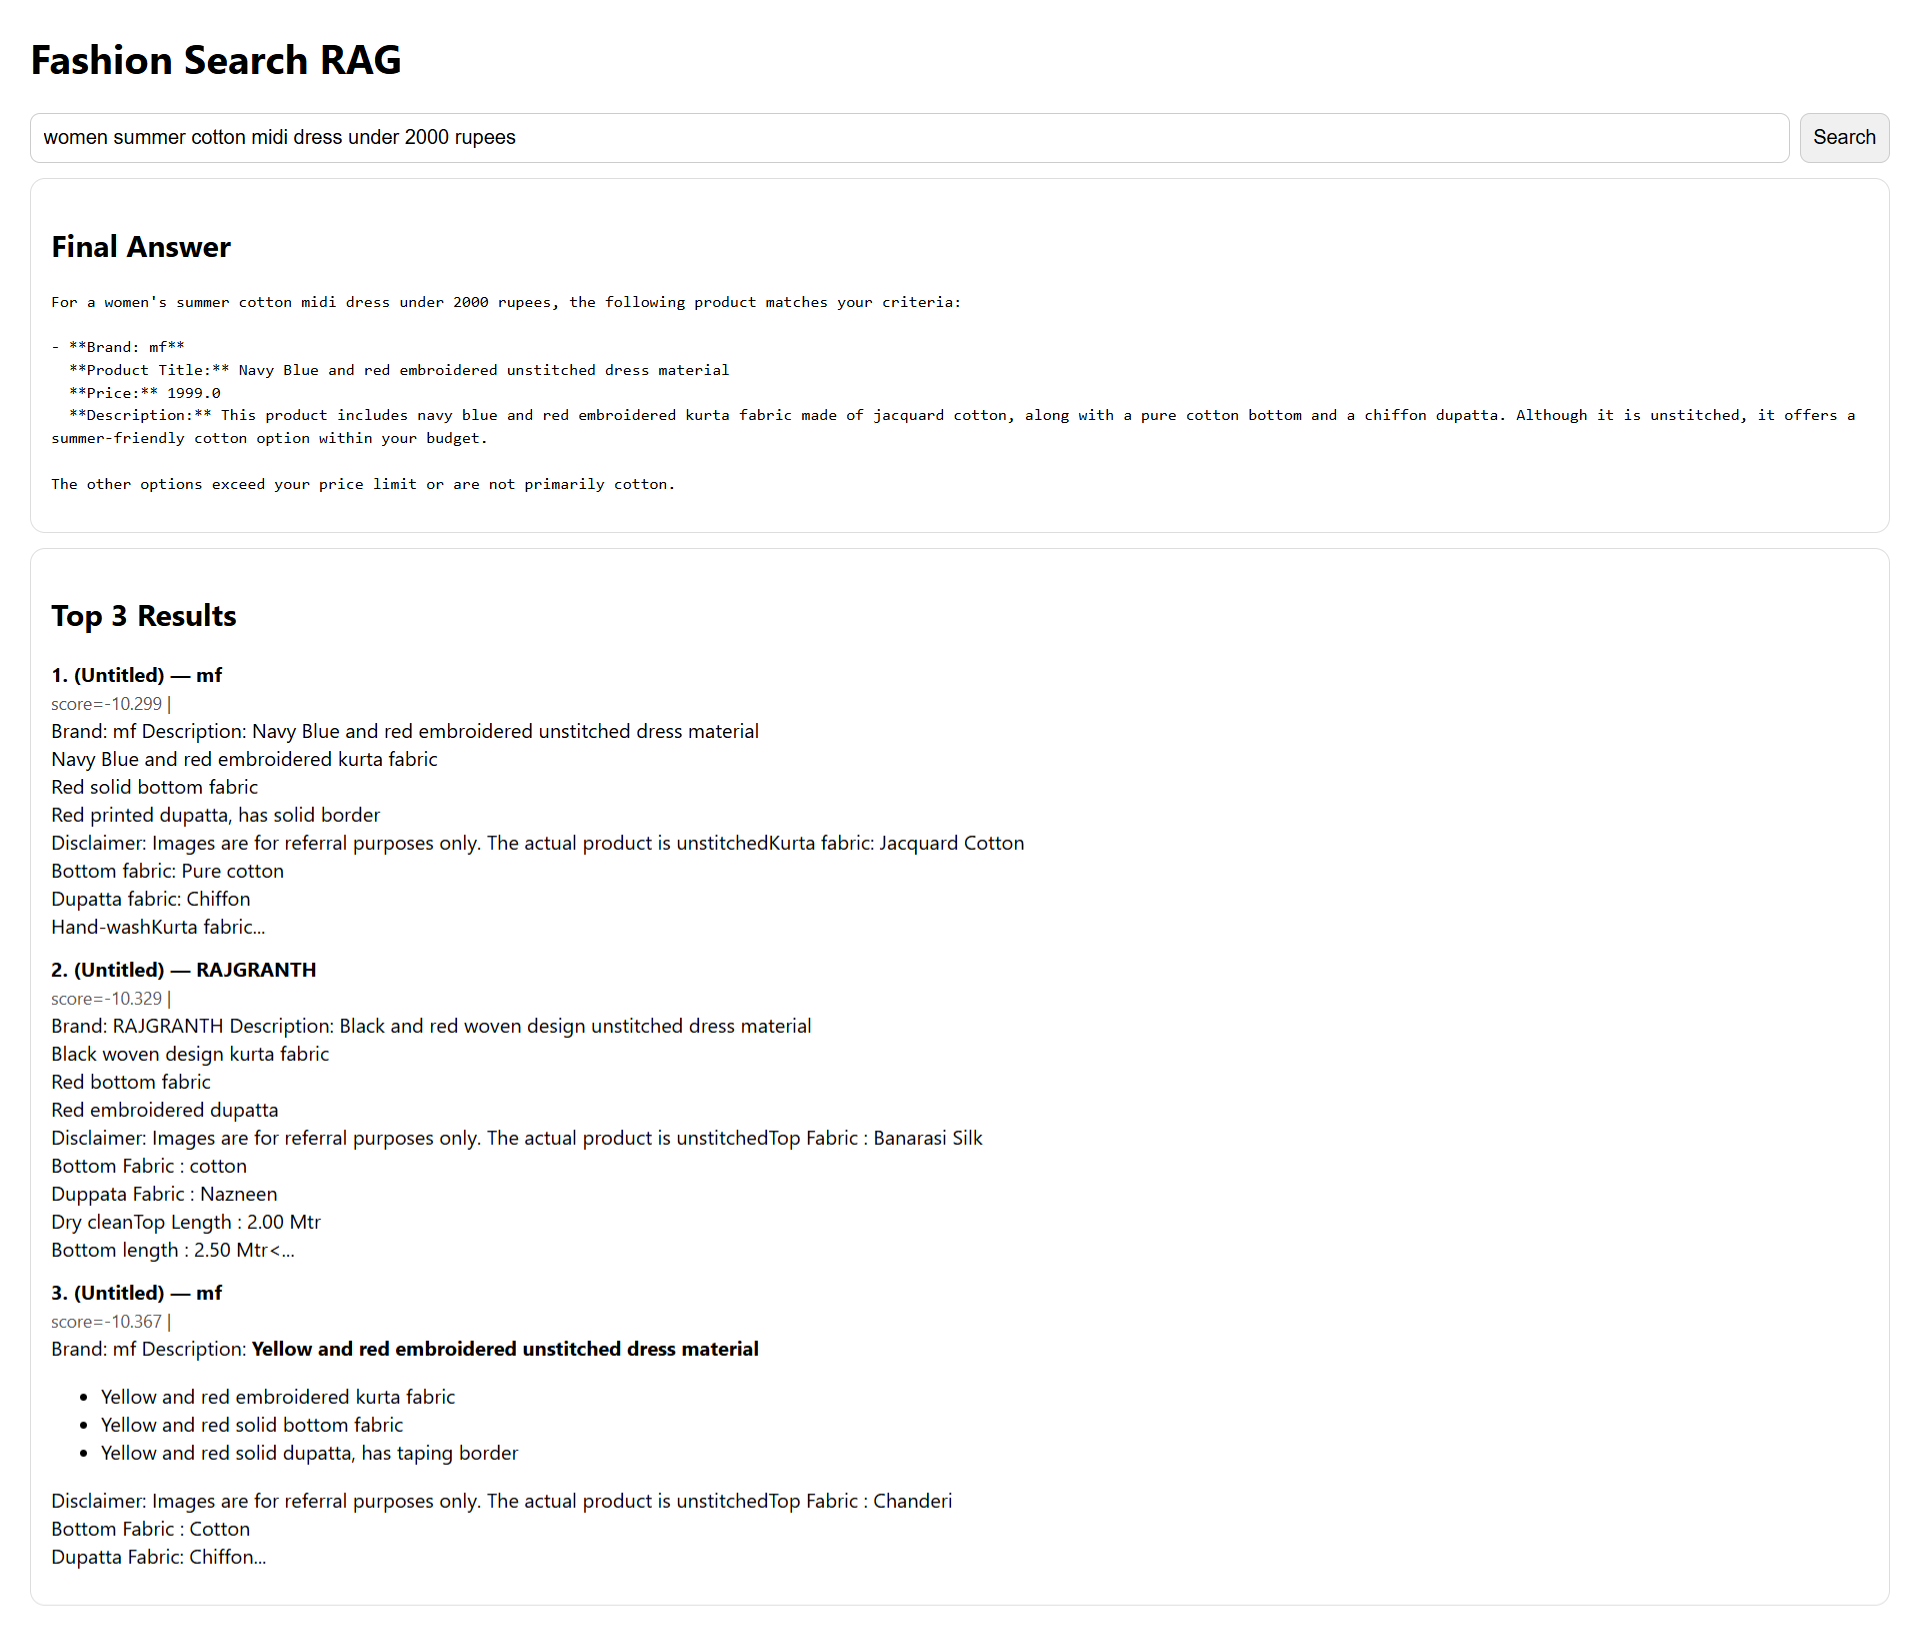 Fashion Search RAG
women summer cotton midi dress under 2000 rupees
Search
Final Answer
For a women's summer cotton midi dress under 2000 rupees, the following product matches your criteria:
- **Brand: mf**
**Product Title:** Navy Blue and red embroidered unstitched dress material
**Price:** 1999.0
**Description:** This product includes navy blue and red embroidered kurta fabric made of jacquard cotton, along with a pure cotton bottom and a chiffon dupatta. Although it is unstitched, it offers a
summer-friendly cotton option within your budget.
The other options exceed your price limit or are not primarily cotton.
Top 3 Results
1. (Untitled) — mf
score=-10.299 |
Brand: mf Description: Navy Blue and red embroidered unstitched dress material
Navy Blue and red embroidered kurta fabric
Red solid bottom fabric
Red printed dupatta, has solid border
Disclaimer: Images are for referral purposes only. The actual product is unstitchedKurta fabric: Jacquard Cotton
Bottom fabric: Pure cotton
Dupatta fabric: Chiffon
Hand-washKurta fabric...
2. (Untitled) — RAJGRANTH
score=-10.329 |
Brand: RAJGRANTH Description: Black and red woven design unstitched dress material
Black woven design kurta fabric
Red bottom fabric
Red embroidered dupatta
Disclaimer: Images are for referral purposes only. The actual product is unstitchedTop Fabric : Banarasi Silk
Bottom Fabric : cotton
Duppata Fabric : Nazneen
Dry cleanTop Length : 2.00 Mtr
Bottom length : 2.50 Mtr<...
3. (Untitled) — mf
score=-10.367 |
Brand: mf Description: Yellow and red embroidered unstitched dress material
• Yellow and red embroidered kurta fabric
• Yellow and red solid bottom fabric
• Yellow and red solid dupatta, has taping border
Disclaimer: Images are for referral purposes only. The actual product is unstitchedTop Fabric : Chanderi
Bottom Fabric : Cotton
Dupatta Fabric: Chiffon...